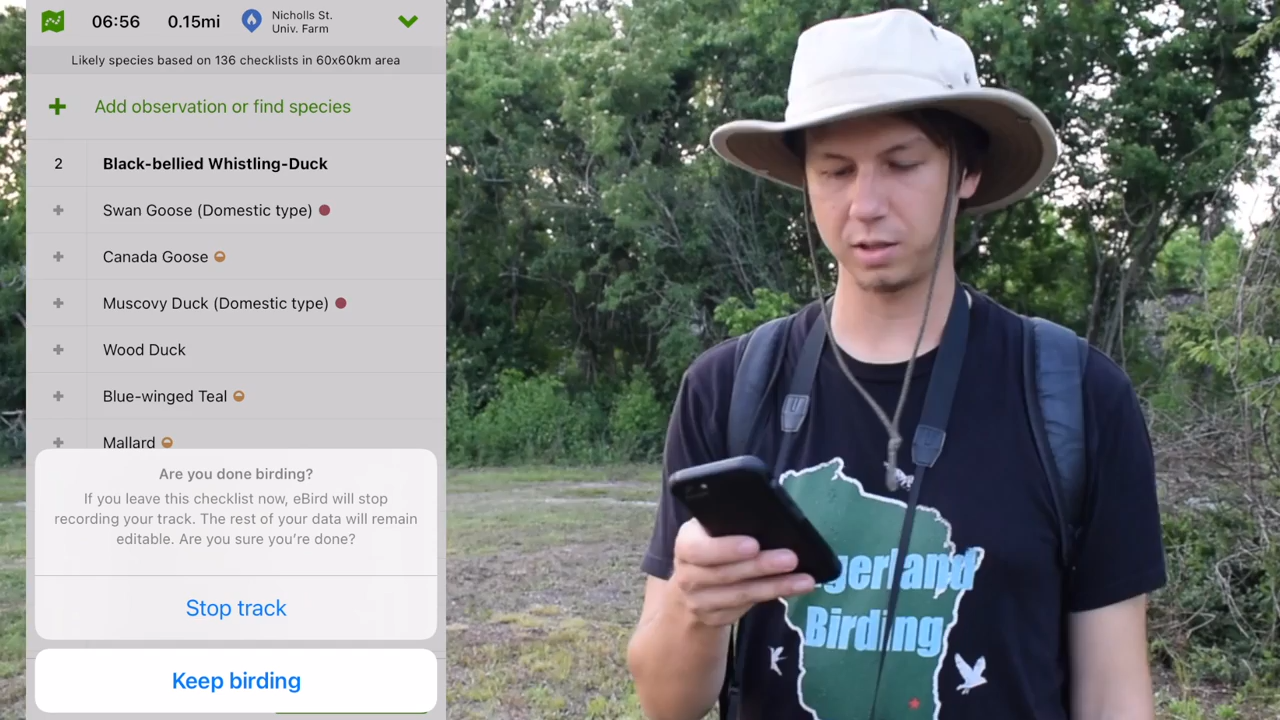 06:56
0.15mi
Nicholls St.
Univ. Farm
Likely species based on 136 checklists in 60x60km area
Add observation or find species
2
Black-bellied Whistling-Duck
Swan Goose (Domestic type)
Canada Goose
Muscovy Duck (Domestic type)
Wood Duck
Blue-winged Teal
Mallard
Are you done birding?
If you leave this checklist now, eBird will stop
recording your track. The rest of your data will remain
editable. Are you sure you're done?
Stop track
Keep birding
Birding